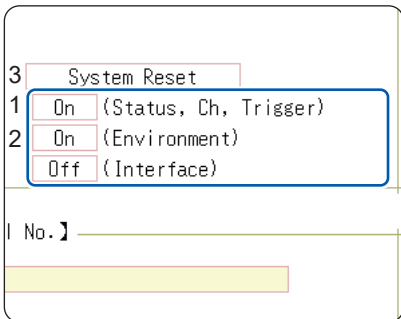 3 System Reset
1 On (Status, Ch, Trigger)
2 On (Environment)
Off (Interface)
l No.】